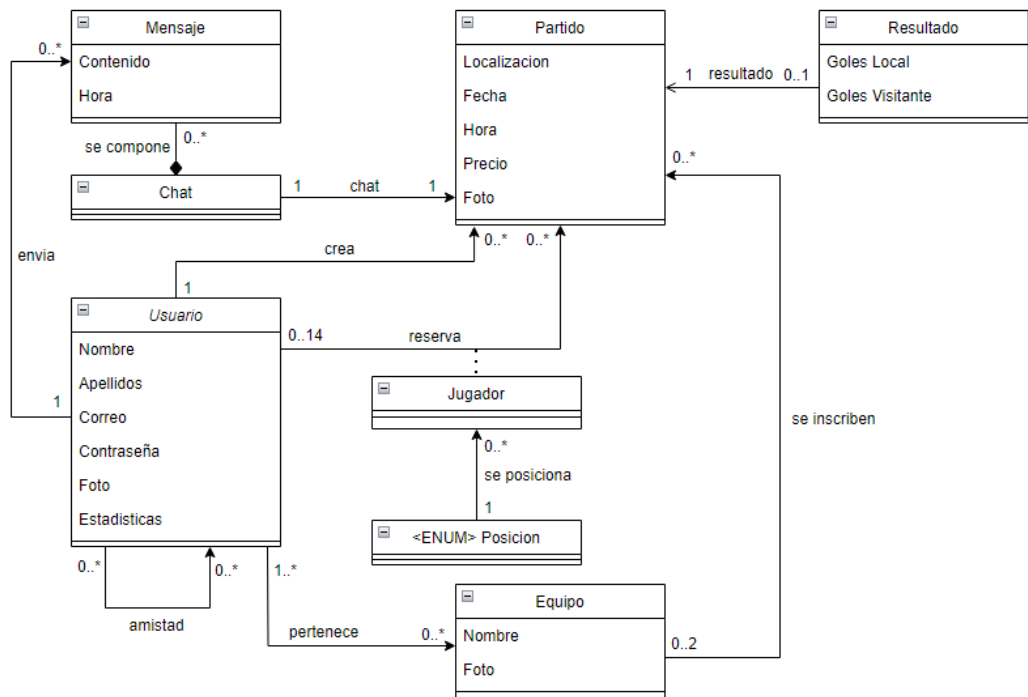 Mensaje
Contenido
Hora
0..*
se compone
0..*
Chat
1 chat 1
Partido
Localizacion
Fecha
Hora
Precio
Foto
1 resultado 0..1
Resultado
Goles Local
Goles Visitante
0..*
envia
crea
0..* 0..*
1
Usuario
Nombre
Apellidos
Correo
Contraseña
Foto
Estadisticas
1
0..14 reserva
Jugador
0..*
se posiciona
1
<ENUM> Posicion
se inscriben
0..* 0..*
amistad
1..*
pertenece 0..*
Equipo
Nombre
Foto
0..2